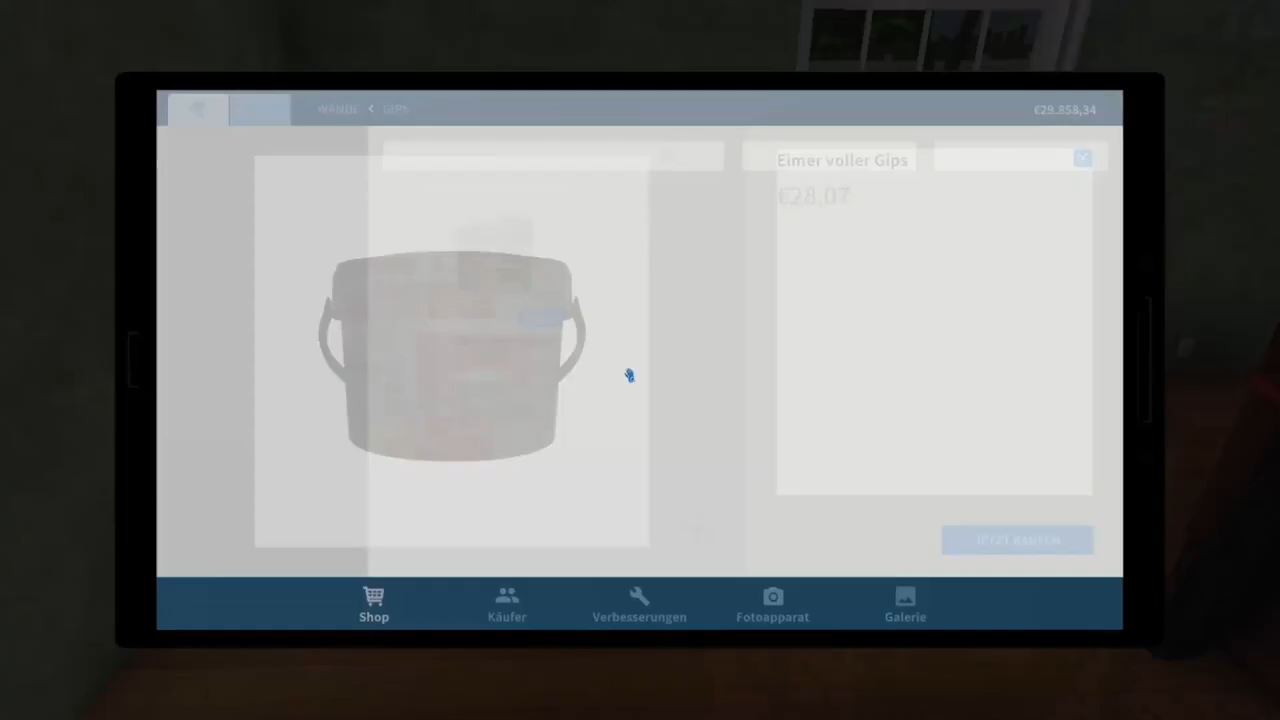 WÄNDE < GIPS
€29.858,34
Eimer voller Gips
€28,07
JETZT KAUFEN
Shop
Käufer
Verbesserungen
Fotoapparat
Galerie